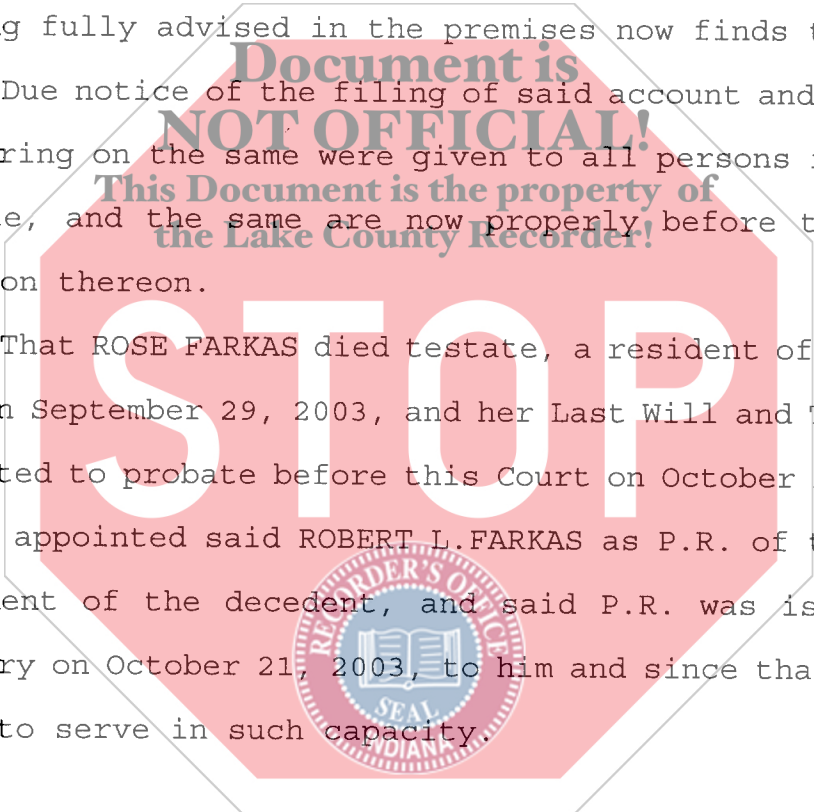 g fully advised in the premises now finds t
Document is
Due notice of the filing of said account and
NOT OFFICIAL!
ring on the same were given to all persons
This Document is the property of
e, and the same are now properly before t
the Lake County Recorder!
on thereon.
STOP
That ROSE FARKAS died testate, a resident of
n September 29, 2003, and her Last Will and T
ted to probate before this Court on October
appointed said ROBERT L.FARKAS as P.R. of t
ent of the decedent, and said P.R. was is
ry on October 21, 2003, to him and since tha
to serve in such capacity.
RECORDER'S OFFICE
SEAL
INDIANA